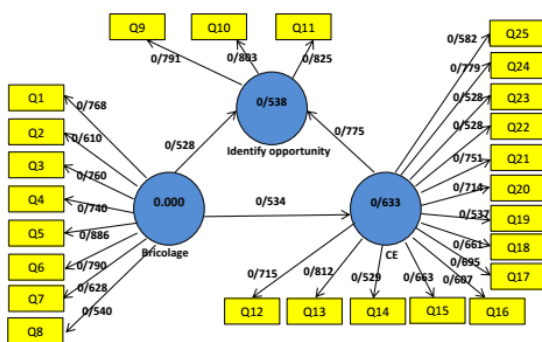 Q9
Q10
Q11
Q25
0/791
0/803
0/825
0/582
Q24
0/779
Q23
0/528
Q22
0/528
Q21
0/751
Q20
0/714
Q19
0/537
Q18
0/661
Q17
0/695
Q16
0/607
Q1
0/768
Q2
0/610
Q3
0/760
Q4
0/740
Q5
0/886
Q6
0/790
Q7
0/628
Q8
0/540
0/538
Identify opportunity
0/528
0/775
0.000
Bricolage
0/534
0/633
CE
0/715
0/812
0/529
0/663
Q12
Q13
Q14
Q15